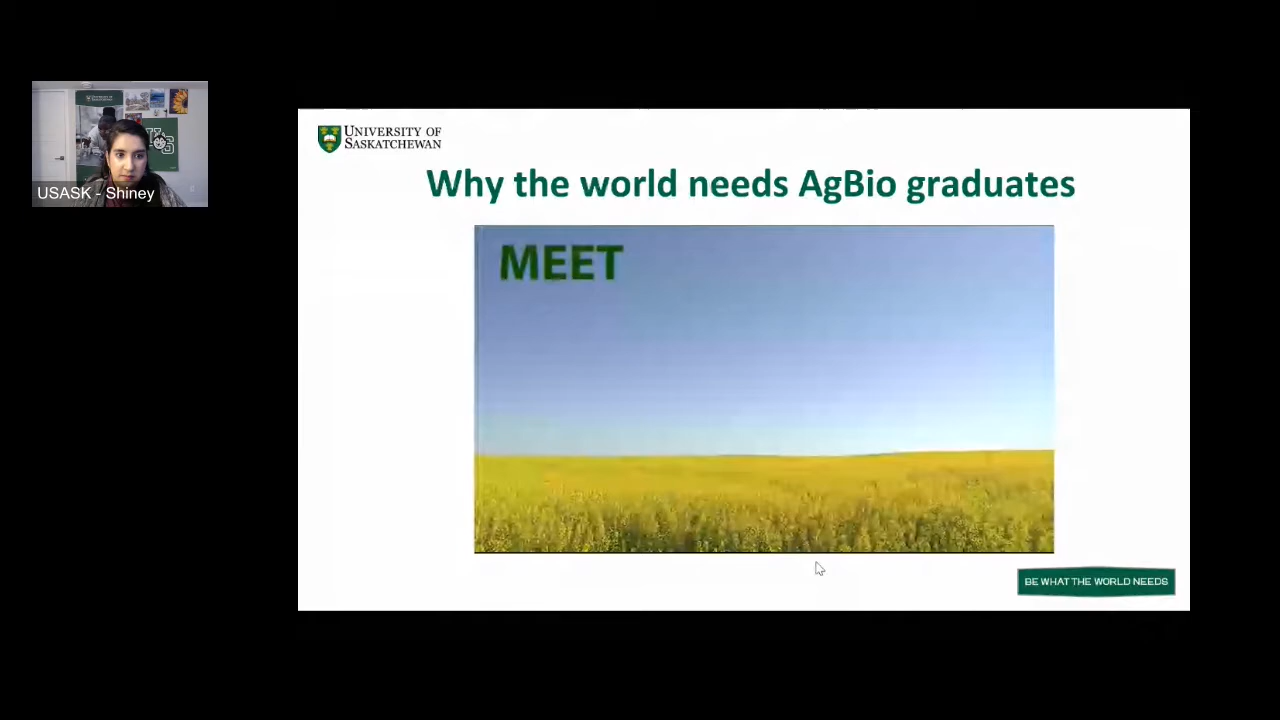 UNIVERSITY OF
SASKATCHEWAN
Why the world needs AgBio graduates
MEET
USASK - Shiney
BE WHAT THE WORLD NEEDS